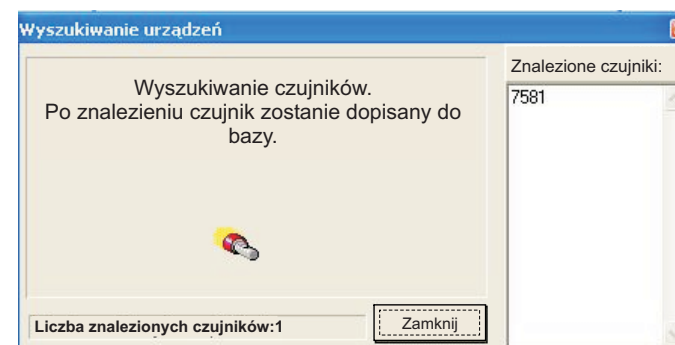 Wyszukiwanie urządzeń
Wyszukiwanie czujników.
Po znalezieniu czujnik zostanie dopisany do
bazy.
Liczba znalezionych czujników:1
Zamknij
Znalezione czujniki:
7581